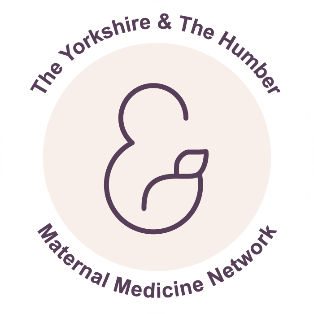 The Yorkshire & The Humber
Maternal Medicine Network